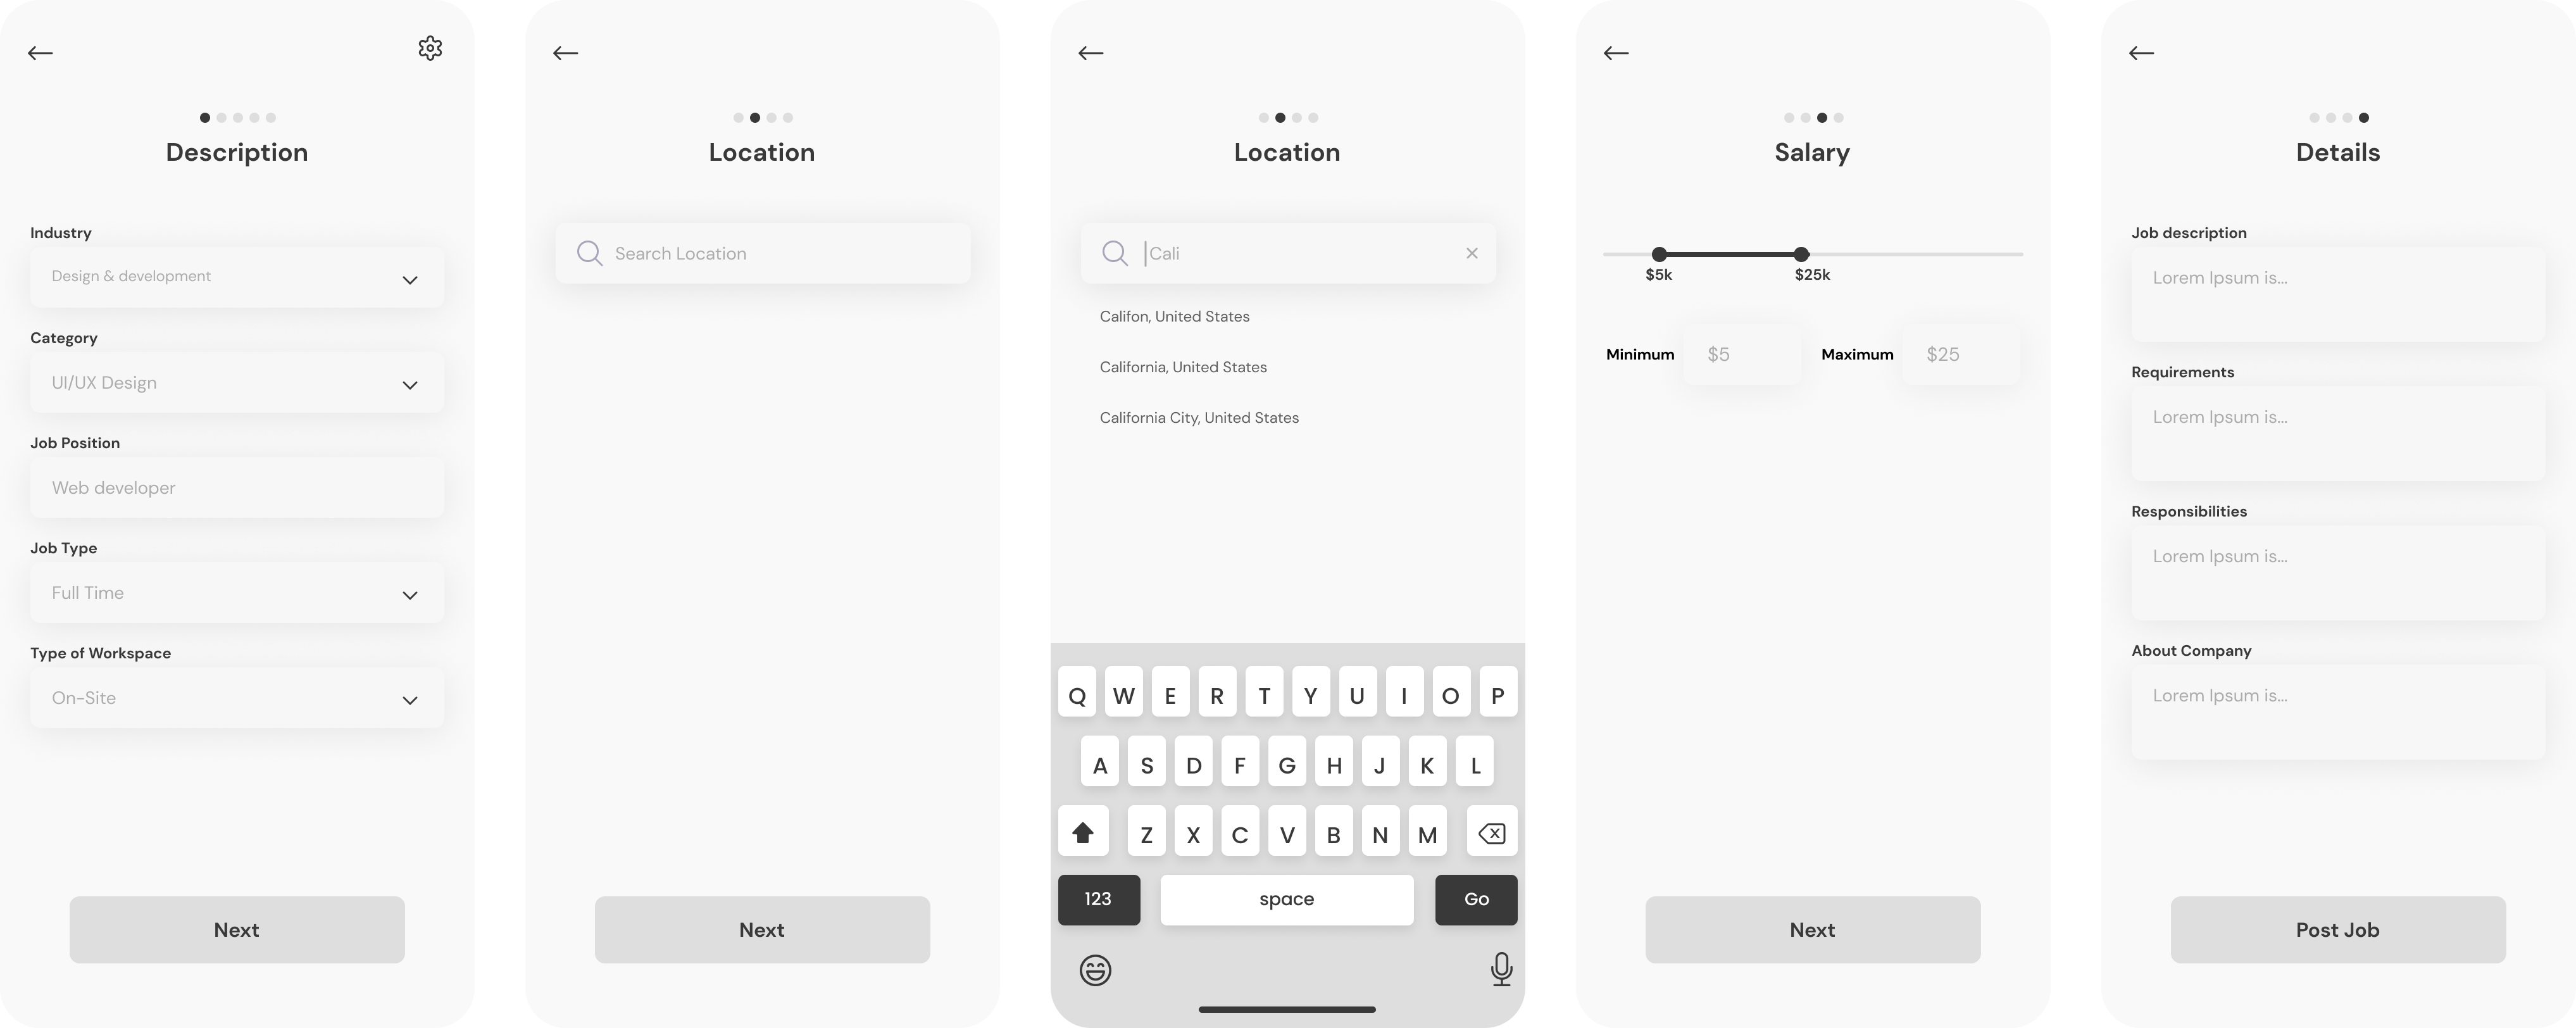 Description
Industry
Design & development
Category
UI/UX Design
Job Position
Web developer
Job Type
Full Time
Type of Workspace
On-Site
Next
Location
Search Location
Next
Location
Cali
Califon, United States
California, United States
California City, United States
Q W E R T Y U I O P
A S D F G H J K L
Z X C V B N M
123 space Go
Salary
$5k $25k
Minimum $5 Maximum $25
Next
Details
Job description
Lorem Ipsum is...
Requirements
Lorem Ipsum is...
Responsibilities
Lorem Ipsum is...
About Company
Lorem Ipsum is...
Post Job